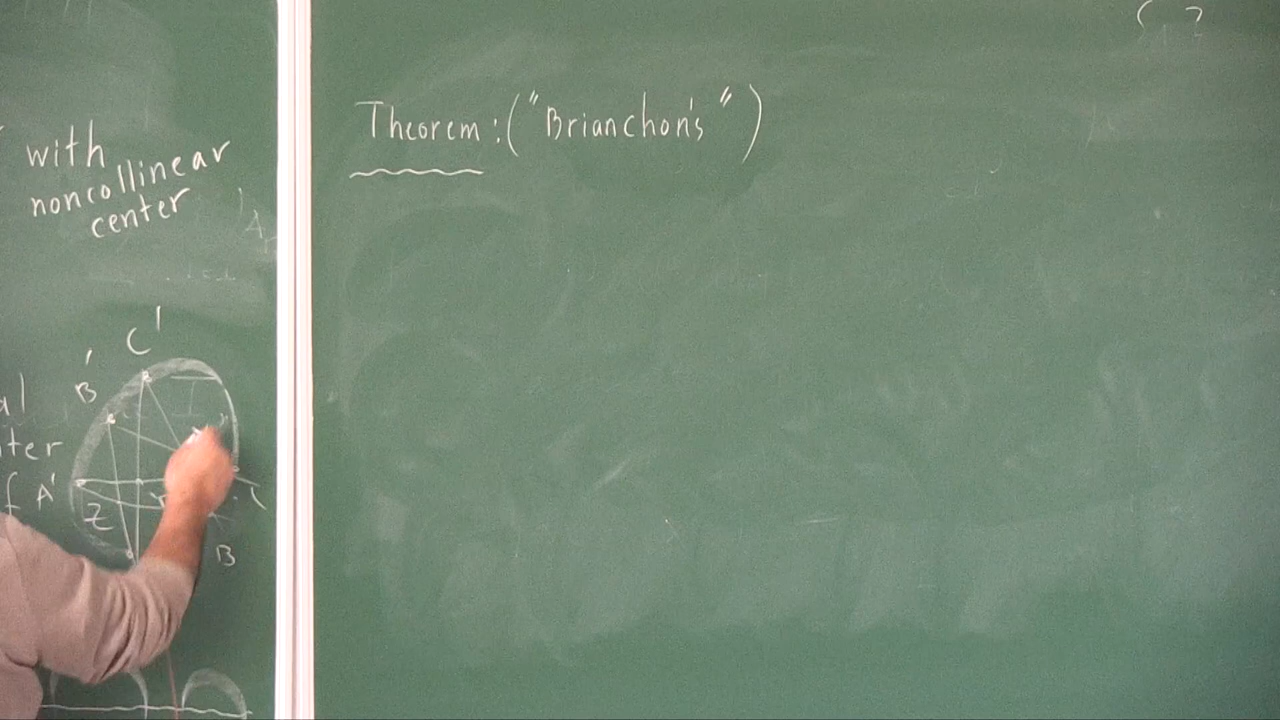 with
noncollinear
center
C'
B'
A'
Z
B
Theorem: ("Brianchon's")